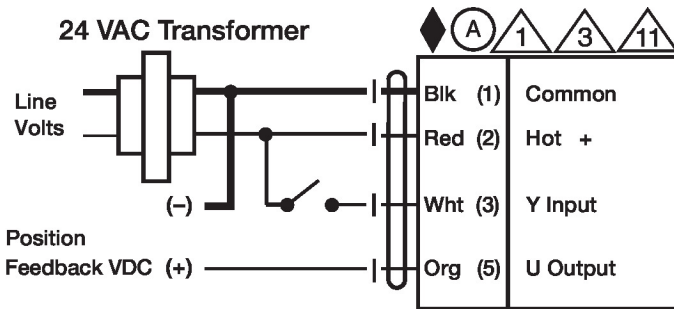 24 VAC Transformer
A 1 3 11
Line
Volts
Blk (1) Common
Red (2) Hot +
(–)
Wht (3) Y Input
Position
Feedback VDC (+)
Org (5) U Output